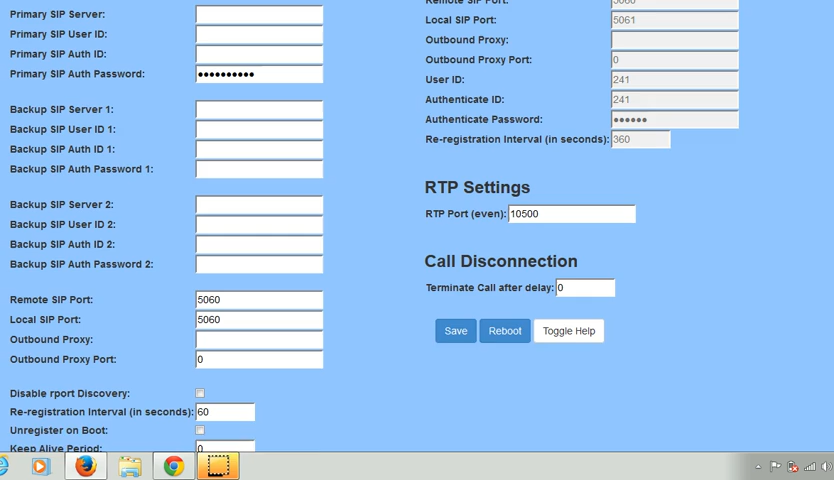 Primary SIP Server:
Primary SIP User ID:
Primary SIP Auth ID:
Primary SIP Auth Password: ●●●●●●●●●●
Backup SIP Server 1:
Backup SIP User ID 1:
Backup SIP Auth ID 1:
Backup SIP Auth Password 1:
Backup SIP Server 2:
Backup SIP User ID 2:
Backup SIP Auth ID 2:
Backup SIP Auth Password 2:
Remote SIP Port: 5060
Local SIP Port: 5060
Outbound Proxy:
Outbound Proxy Port: 0
Disable rport Discovery:
Re-registration Interval (in seconds): 60
Unregister on Boot:
Keep Alive Period: 0
Remote SIP Port: 5060
Local SIP Port: 5061
Outbound Proxy:
Outbound Proxy Port: 0
User ID: 241
Authenticate ID: 241
Authenticate Password: ●●●●●●
Re-registration Interval (in seconds): 360
RTP Settings
RTP Port (even): 10500
Call Disconnection
Terminate Call after delay: 0
Save Reboot Toggle Help